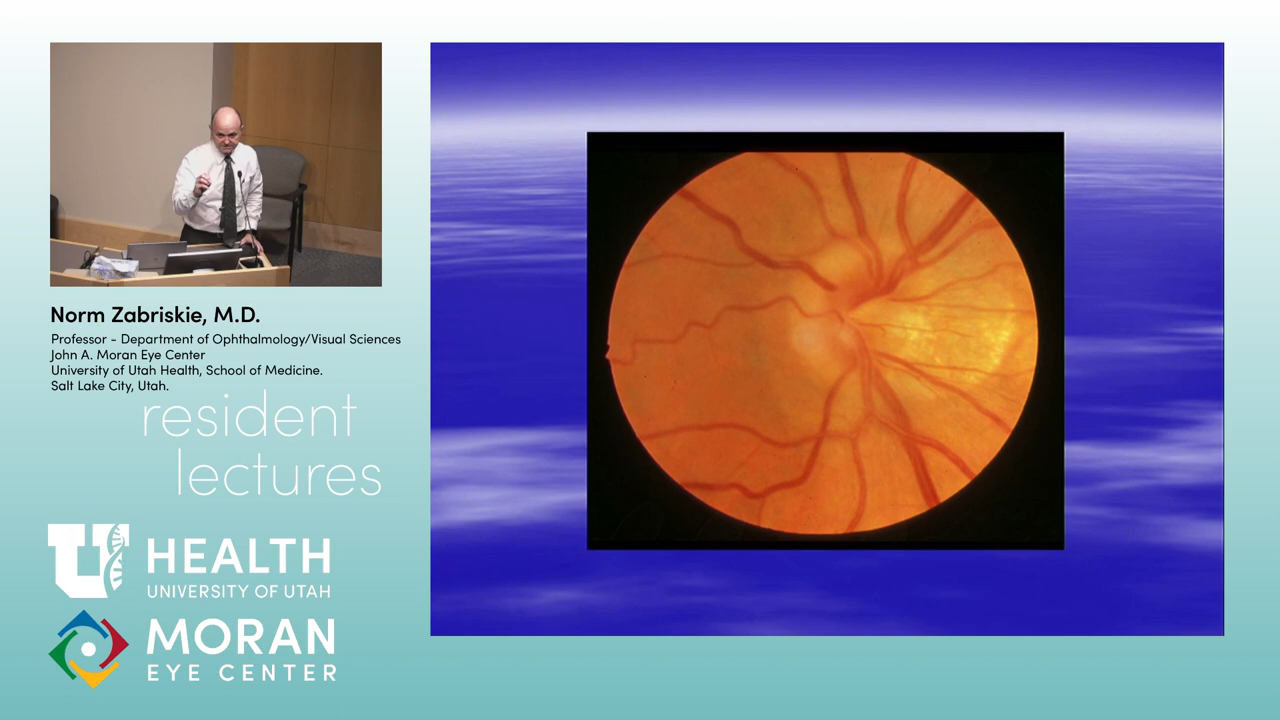 Norm Zabriskie, M.D.
Professor - Department of Ophthalmology/Visual Sciences
John A. Moran Eye Center
University of Utah Health, School of Medicine.
Salt Lake City, Utah.
resident
lectures
U HEALTH
UNIVERSITY OF UTAH
MORAN
EYE CENTER